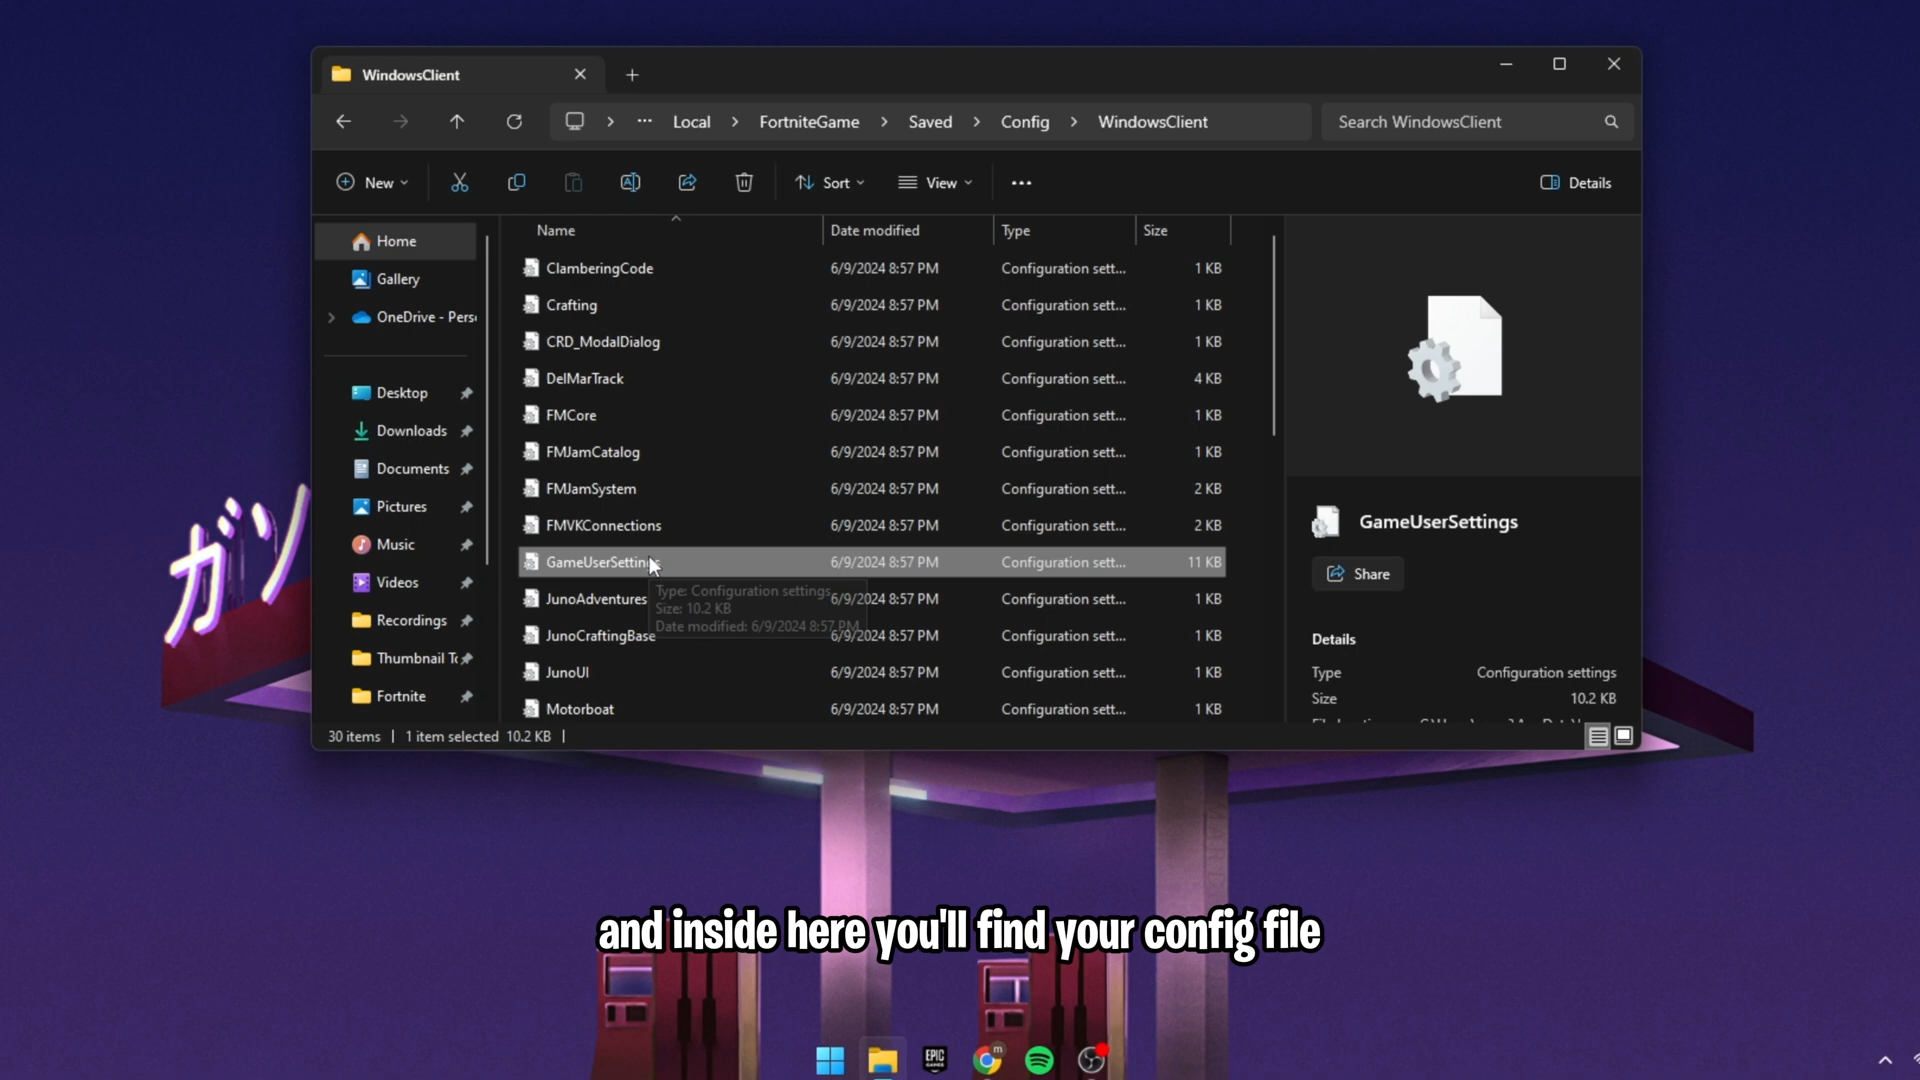 WindowsClient
... Local > FortniteGame > Saved > Config > WindowsClient
Search WindowsClient
New
Sort
View
...
Details
Name Date modified Type Size
Home
Gallery
OneDrive - Pers
Desktop
Downloads
Documents
Pictures
Music
Videos
Recordings
Thumbnail To
Fortnite
ClamberingCode 6/9/2024 8:57 PM Configuration sett... 1 KB
Crafting 6/9/2024 8:57 PM Configuration sett... 1 KB
CRD_ModalDialog 6/9/2024 8:57 PM Configuration sett... 1 KB
DelMarTrack 6/9/2024 8:57 PM Configuration sett... 4 KB
FMCore 6/9/2024 8:57 PM Configuration sett... 1 KB
FMJamCatalog 6/9/2024 8:57 PM Configuration sett... 1 KB
FMJamSystem 6/9/2024 8:57 PM Configuration sett... 2 KB
FMVKConnections 6/9/2024 8:57 PM Configuration sett... 2 KB
GameUserSettings 6/9/2024 8:57 PM Configuration sett... 11 KB
JunoAdventures 6/9/2024 8:57 PM Configuration sett... 1 KB
JunoCraftingBase 6/9/2024 8:57 PM Configuration sett... 1 KB
JunoUI 6/9/2024 8:57 PM Configuration sett... 1 KB
Motorboat 6/9/2024 8:57 PM Configuration sett... 1 KB
Type: Configuration settings
Size: 10.2 KB
Date modified: 6/9/2024 8:57 PM
GameUserSettings
Share
Details
Type Configuration settings
Size 10.2 KB
30 items | 1 item selected 10.2 KB |
ガソ
and inside here you'll find your config file
EPIC
GAMES
m